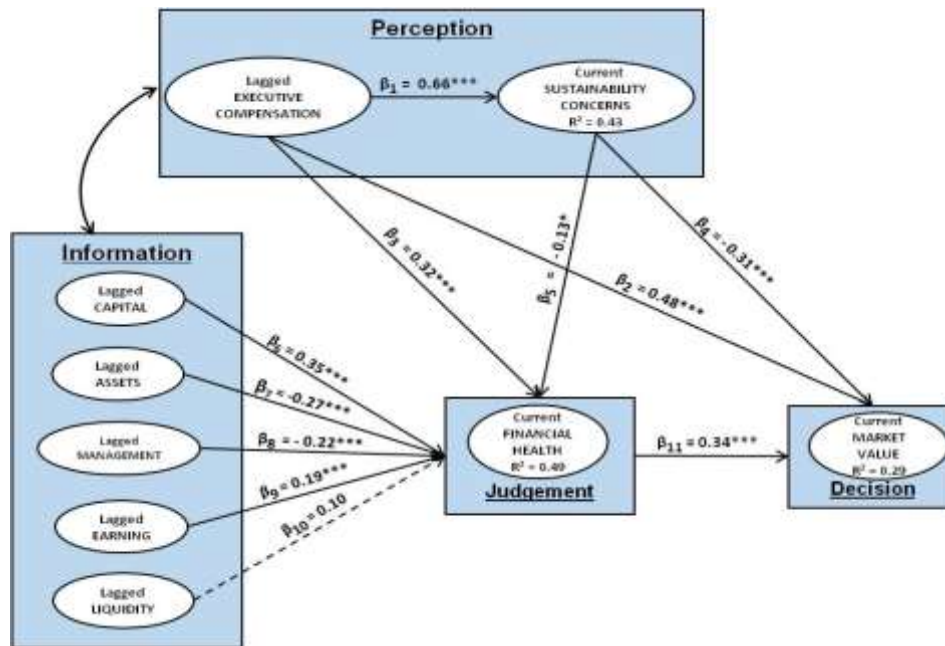 Perception
Lagged
EXECUTIVE
COMPENSATION
β1 = 0.66***
Current
SUSTAINABILITY
CONCERNS
R² = 0.43
β3 = 0.32***
β5 = -0.13*
β4 = -0.31***
β2 = 0.48***
Information
Lagged
CAPITAL
Lagged
ASSETS
Lagged
MANAGEMENT
Lagged
EARNING
Lagged
LIQUIDITY
β6 = 0.35***
β7 = -0.27***
β8 = - 0.22***
β9 = 0.19***
β10 = 0.10
Current
FINANCIAL
HEALTH
R² = 0.49
Judgement
β11 = 0.34***
Current
MARKET
VALUE
R² = 0.29
Decision